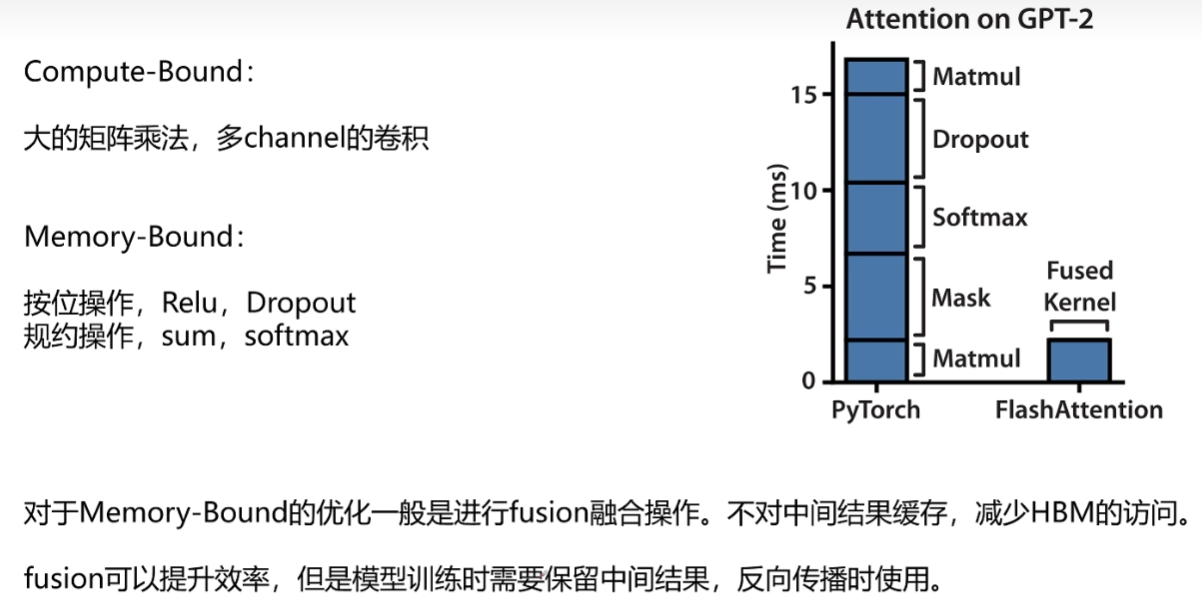 Compute-Bound：
大的矩阵乘法，多channel的卷积
Memory-Bound：
按位操作，Relu，Dropout
规约操作，sum，softmax
Attention on GPT-2
Time (ms)
15
10
5
0
Matmul
Dropout
Softmax
Mask
Matmul
Fused
Kernel
PyTorch
FlashAttention
对于Memory-Bound的优化一般是进行fusion融合操作。不对中间结果缓存，减少HBM的访问。
fusion可以提升效率，但是模型训练时需要保留中间结果，反向传播时使用。